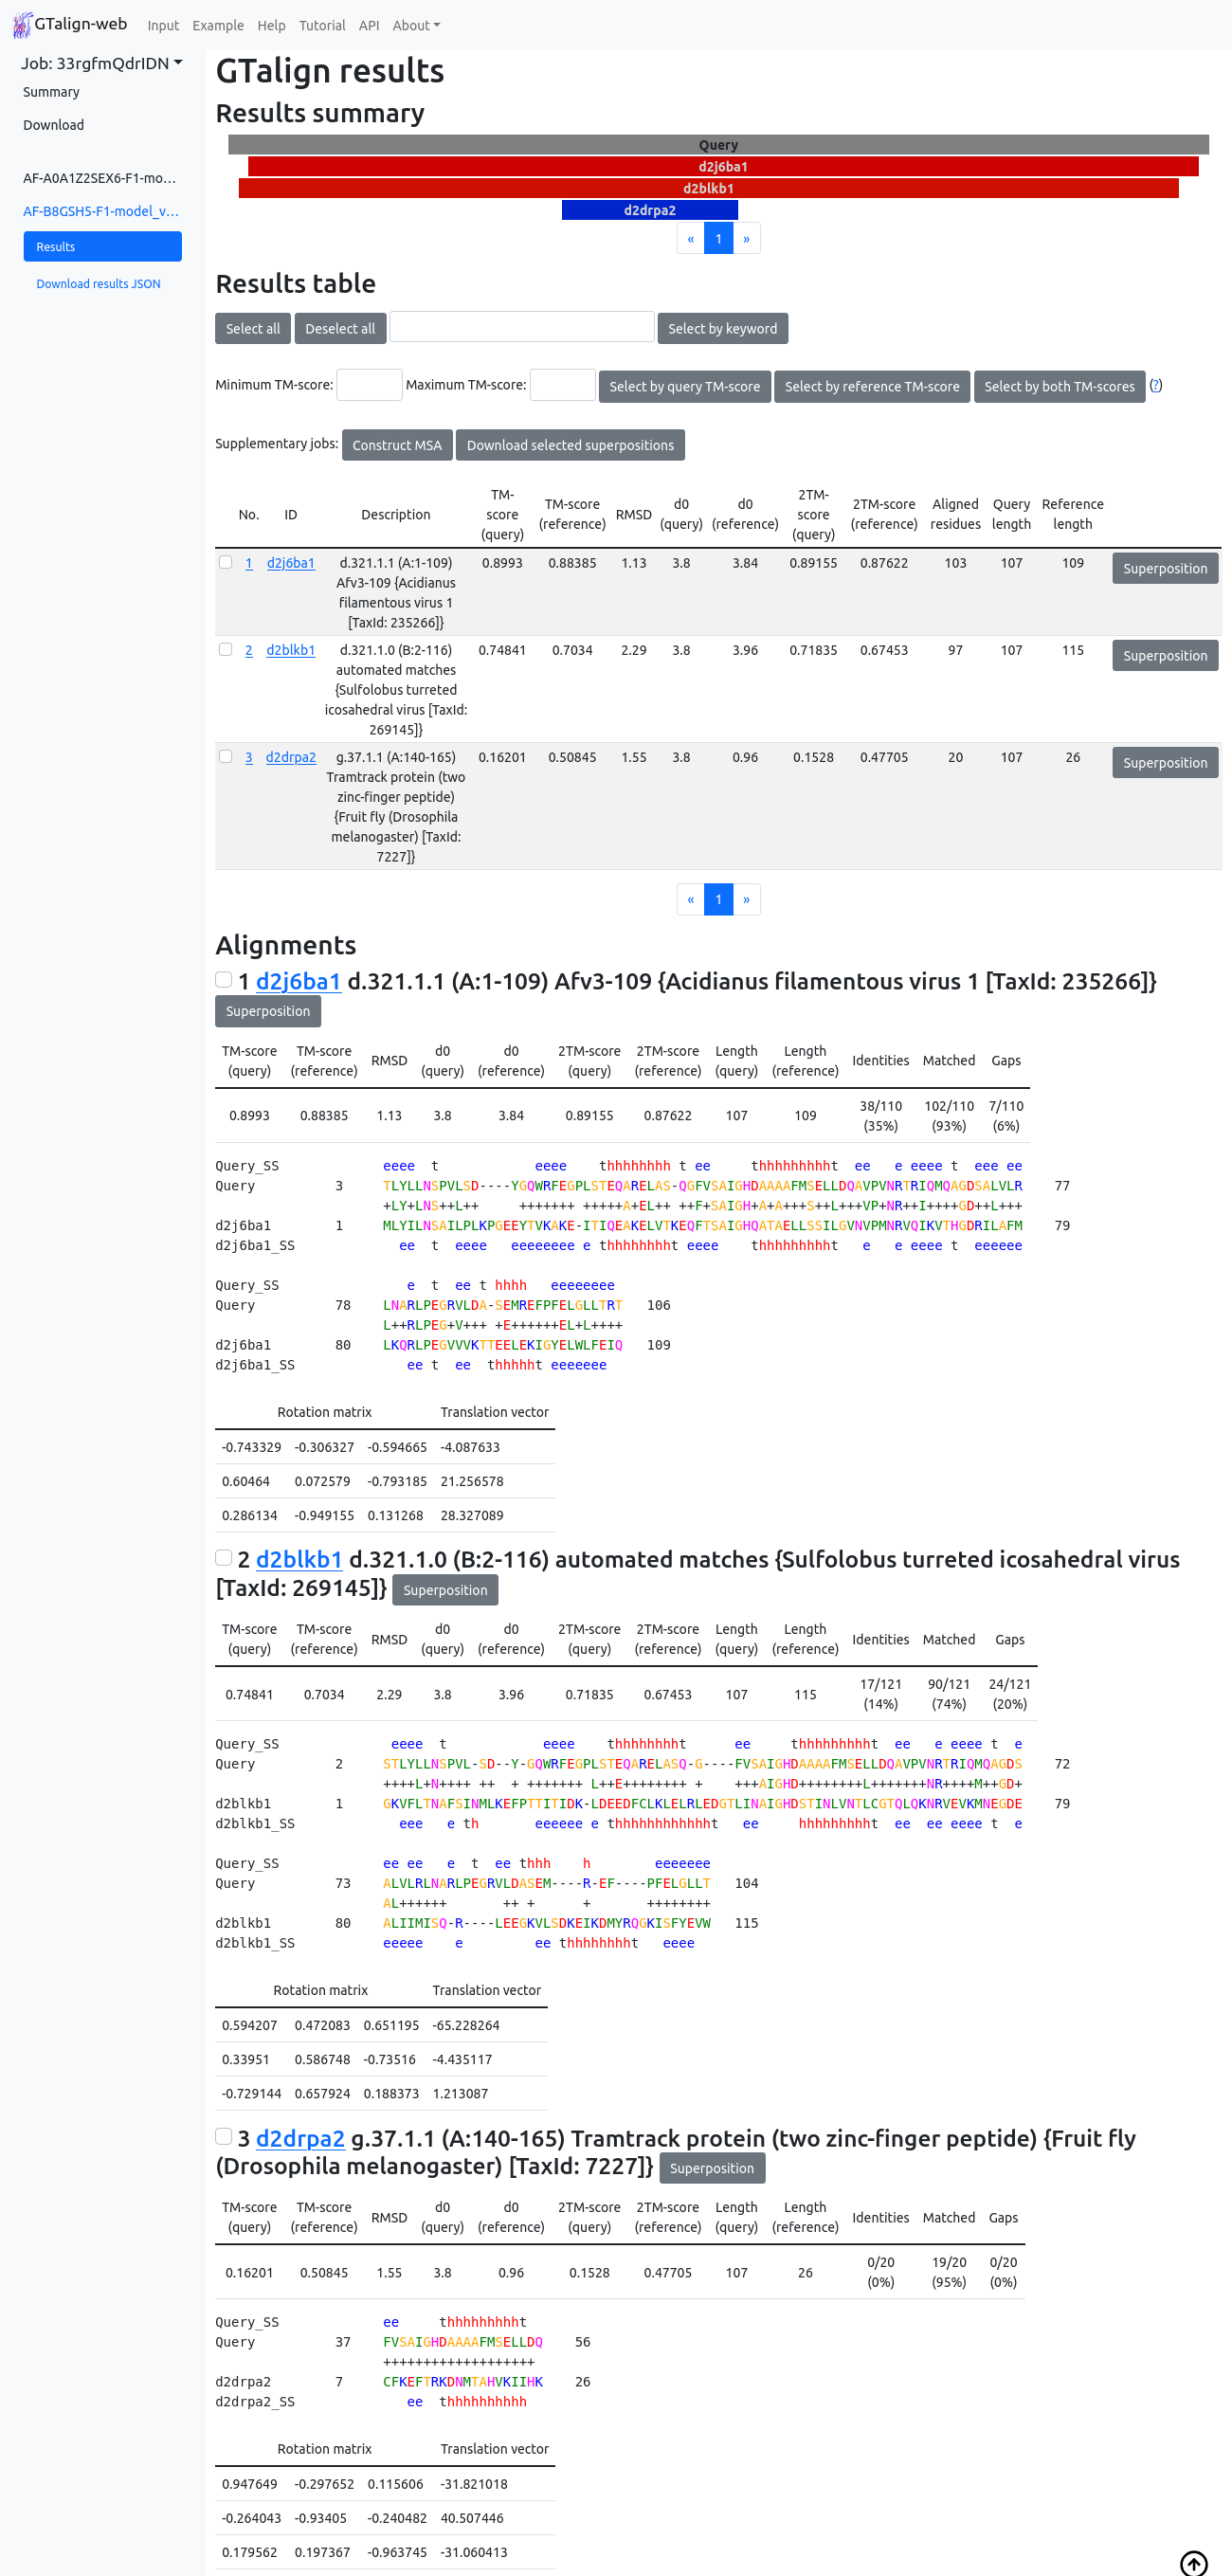 GTalign-web Input Example Help Tutorial API About
Job: 33rgfmQdrIDN
Summary
Download
AF-A0A1Z2SEX6-F1-mo...
AF-B8GSH5-F1-model_v...
Results
Download results JSON
GTalign results
Results summary
Query
d2j6ba1
d2blkb1
d2drpa2
« 1 »
Results table
Select all Deselect all Select by keyword
Minimum TM-score: Maximum TM-score: Select by query TM-score Select by reference TM-score Select by both TM-scores (?)
Supplementary jobs: Construct MSA Download selected superpositions
No. ID Description TM-score (query) TM-score (reference) RMSD d0 (query) d0 (reference) 2TM-score (query) 2TM-score (reference) Aligned residues Query length Reference length
1 d2j6ba1 d.321.1.1 (A:1-109) 0.8993 0.88385 1.13 3.8 3.84 0.89155 0.87622 103 107 109 Superposition
Afv3-109 {Acidianus
filamentous virus 1
[TaxId: 235266]}
2 d2blkb1 d.321.1.0 (B:2-116) 0.74841 0.7034 2.29 3.8 3.96 0.71835 0.67453 97 107 115 Superposition
automated matches
{Sulfolobus turreted
icosahedral virus [TaxId:
269145]}
3 d2drpa2 g.37.1.1 (A:140-165) 0.16201 0.50845 1.55 3.8 0.96 0.1528 0.47705 20 107 26 Superposition
Tramtrack protein (two
zinc-finger peptide)
{Fruit fly (Drosophila
melanogaster) [TaxId:
7227]}
« 1 »
Alignments
1 d2j6ba1 d.321.1.1 (A:1-109) Afv3-109 {Acidianus filamentous virus 1 [TaxId: 235266]}
Superposition
TM-score (query) TM-score (reference) RMSD d0 (query) d0 (reference) 2TM-score (query) 2TM-score (reference) Length (query) Length (reference) Identities Matched Gaps
0.8993 0.88385 1.13 3.8 3.84 0.89155 0.87622 107 109 38/110 (35%) 102/110 (93%) 7/110 (6%)
Query_SS             eeee  t            eeee    thhhhhhhh t ee     thhhhhhhhht  ee   e eeee t  eee ee
Query          3     TLYLLNSPVLSD----YGQWRFEGPLSTEQARELAS-QGFVSAIGHDAAAAFMSELLDQAVPVNRTRIQMQAGDSALVLR    77
                     +LY+LNS++L++     +++++++ +++++A+EL++ ++F+SAIGH+A+A+++S++L+++VP+NR++I++++GD++L+++
d2j6ba1        1     MLYILNSAILPLKPGEEYTVKAKE-ITIQEAKELVTKEQFTSAIGHQATAELLSSILGVNVPMNRVQIKVTHGDRILAFM    79
d2j6ba1_SS             ee  t  eeee   eeeeeeee e thhhhhhhht eeee    thhhhhhhhht   e   e eeee t  eeeeee
Query_SS                e  t  ee t hhhh   eeeeeeee
Query          78    LNARLPEGRVLDA-SEMREFPFELGLLTRT   106
                     L++RLPEG+V+++ +E++++++EL+L++++
d2j6ba1        80    LKQRLPEGVVVKTTEELEKIGYELWLFEIQ   109
d2j6ba1_SS              ee t  ee  thhhhht eeeeeee
Rotation matrix Translation vector
-0.743329 -0.306327 -0.594665 -4.087633
0.60464 0.072579 -0.793185 21.256578
0.286134 -0.949155 0.131268 28.327089
2 d2blkb1 d.321.1.0 (B:2-116) automated matches {Sulfolobus turreted icosahedral virus
[TaxId: 269145]} Superposition
TM-score (query) TM-score (reference) RMSD d0 (query) d0 (reference) 2TM-score (query) 2TM-score (reference) Length (query) Length (reference) Identities Matched Gaps
0.74841 0.7034 2.29 3.8 3.96 0.71835 0.67453 107 115 17/121 (14%) 90/121 (74%) 24/121 (20%)
Query_SS              eeee  t            eeee    thhhhhhhht      ee     thhhhhhhhht  ee   e eeee t  e
Query          2     STLYLLNSPVL-SD--Y-GQWRFEGPLSTEQARELASQ-G----FVSAIGHDAAAAFMSELLDQAVPVNRTRIQMQAGDS    72
                     ++++L+N++++ ++  + +++++++ L++E++++++++ +    +++AIGHD++++++++L+++++++NR++++M++GD+
d2blkb1        1     GKVFLTNAFSINMLKEFPTTITIDK-LDEEDFCLKLELRLEDGTLINAIGHDSTINLVNTLCGTQLQKNRVEVKMNEGDE    79
d2blkb1_SS             eee   e th       eeeeee e thhhhhhhhhhhht   ee     hhhhhhhhht  ee  ee eeee t  e
Query_SS             ee ee   e  t  ee thhh    h        eeeeeee
Query          73    ALVLRLNARLPEGRVLDASEM----R-EF----PFELGLLT   104
                     AL++++++       ++ +      +       ++++++++
d2blkb1        80    ALIIMISQ-R----LEEGKVLSDKEIKDMYRQGKISFYEVW   115
d2blkb1_SS           eeeee    e         ee thhhhhhhht   eeee
Rotation matrix Translation vector
0.594207 0.472083 0.651195 -65.228264
0.33951 0.586748 -0.73516 -4.435117
-0.729144 0.657924 0.188373 1.213087
3 d2drpa2 g.37.1.1 (A:140-165) Tramtrack protein (two zinc-finger peptide) {Fruit fly
(Drosophila melanogaster) [TaxId: 7227]} Superposition
TM-score (query) TM-score (reference) RMSD d0 (query) d0 (reference) 2TM-score (query) 2TM-score (reference) Length (query) Length (reference) Identities Matched Gaps
0.16201 0.50845 1.55 3.8 0.96 0.1528 0.47705 107 26 0/20 (0%) 19/20 (95%) 0/20 (0%)
Query_SS             ee     thhhhhhhhht
Query          37    FVSAIGHDAAAAFMSELLDQ    56
                     +++++++++++++++++++
d2drpa2        7     CFKEFTRKDNMTAHVKIIHK    26
d2drpa2_SS              ee  thhhhhhhhhh
Rotation matrix Translation vector
0.947649 -0.297652 0.115606 -31.821018
-0.264043 -0.93405 -0.240482 40.507446
0.179562 0.197367 -0.963745 -31.060413